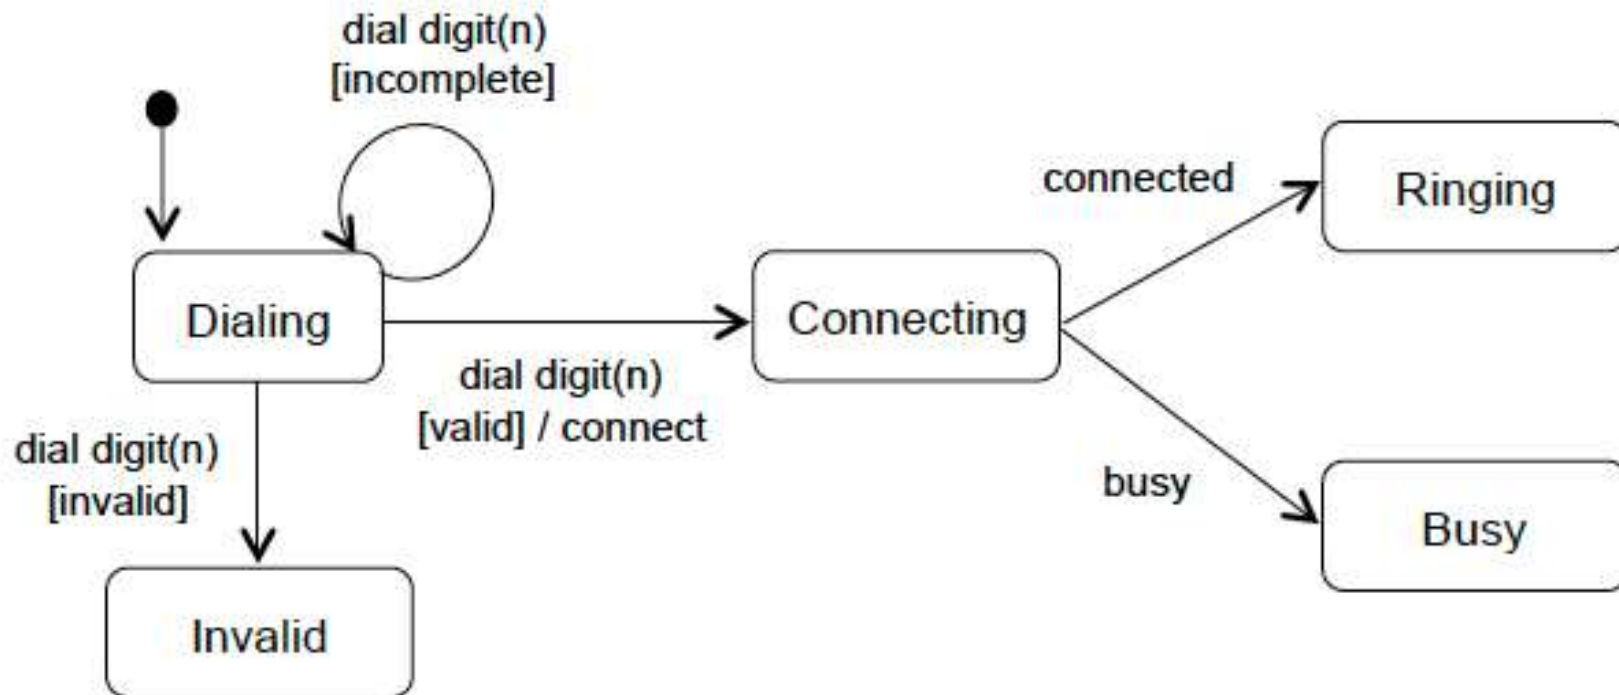 dial digit(n)
[incomplete]
connected
Ringing
Dialing
Connecting
dial digit(n)
[valid] / connect
dial digit(n)
[invalid]
busy
Busy
Invalid